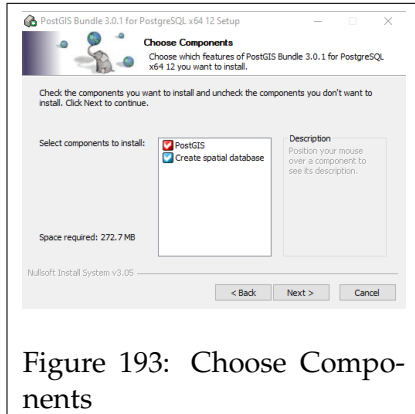 PostGIS Bundle 3.0.1 for PostgreSQL x64 12 Setup
Choose Components
Choose which features of PostGIS Bundle 3.0.1 for PostgreSQL
x64 12 you want to install.
Check the components you want to install and uncheck the components you don't want to
install. Click Next to continue.
Select components to install:
PostGIS
Create spatial database
Description
Position your mouse
over a component to
see its description.
Space required: 272.7 MB
Nullsoft Install System v3.05
< Back
Next >
Cancel
Figure 193: Choose Compo-
nents